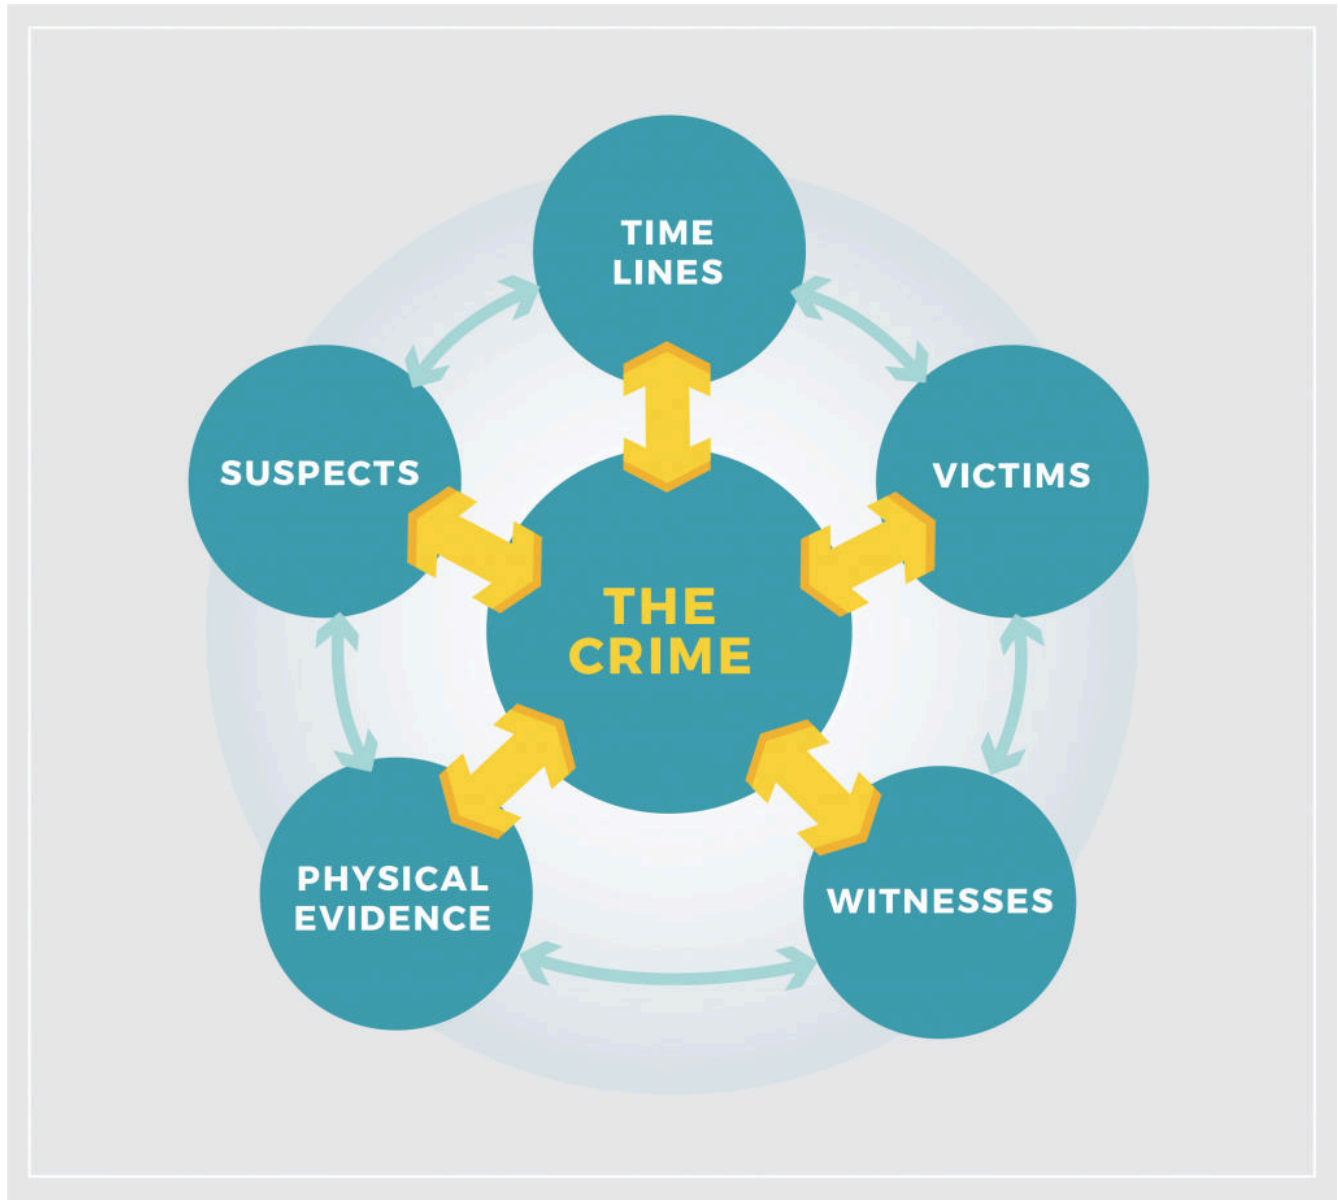 TIME
LINES
SUSPECTS
VICTIMS
THE
CRIME
PHYSICAL
EVIDENCE
WITNESSES